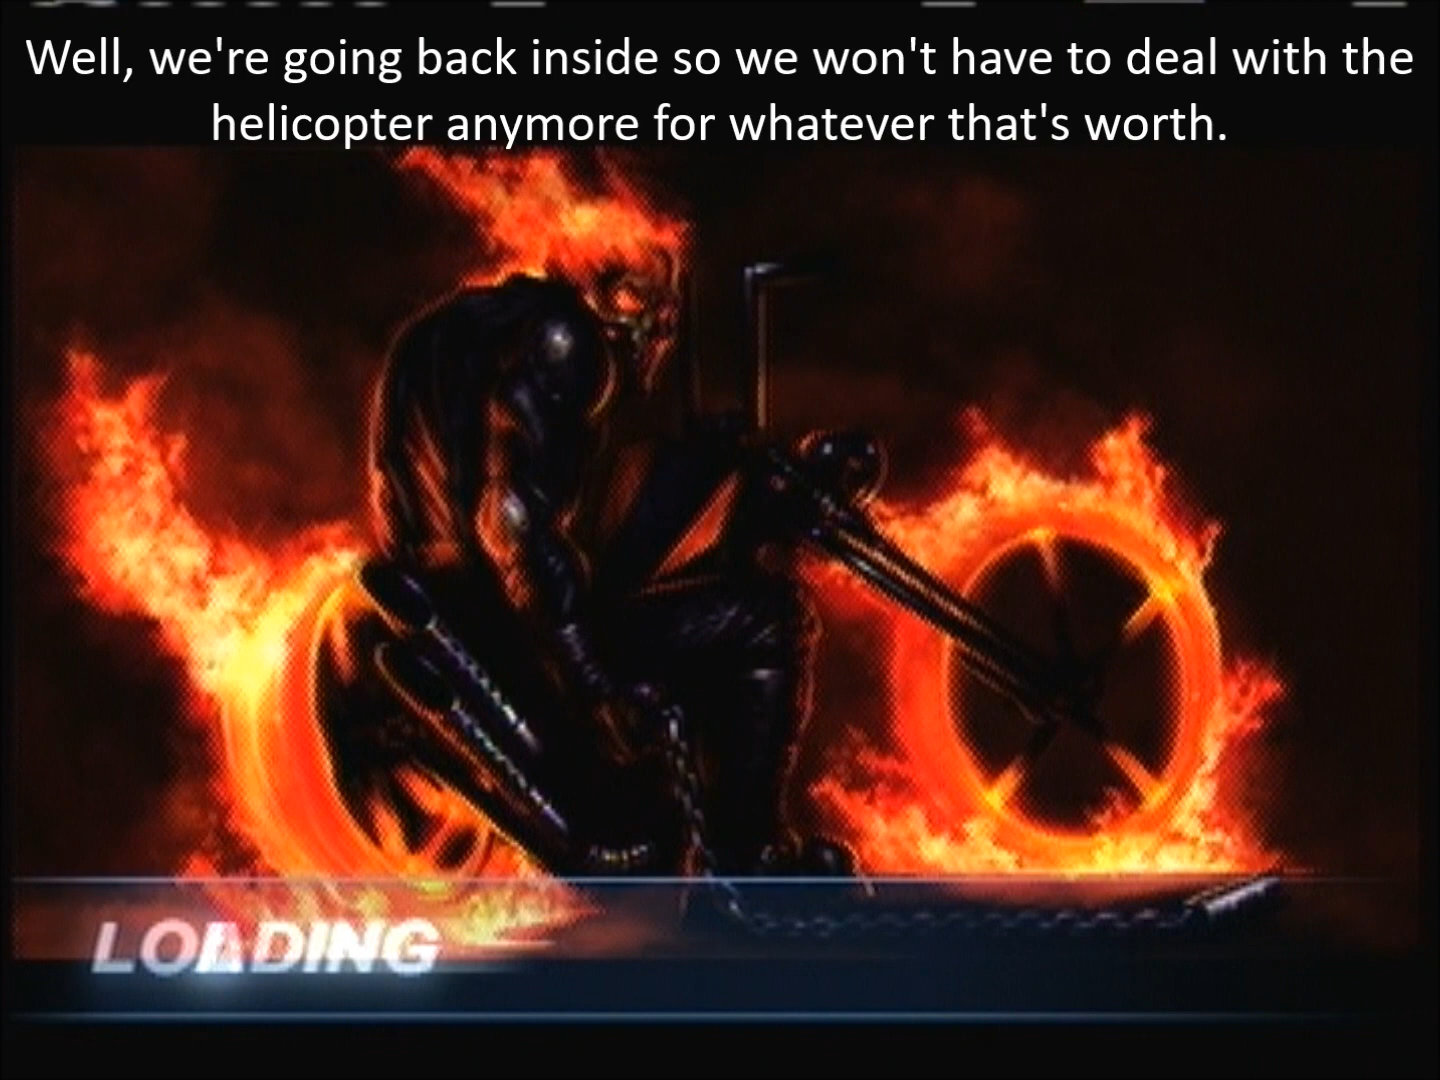 Well, we're going back inside so we won't have to deal with the
helicopter anymore for whatever that's worth.
LOADING